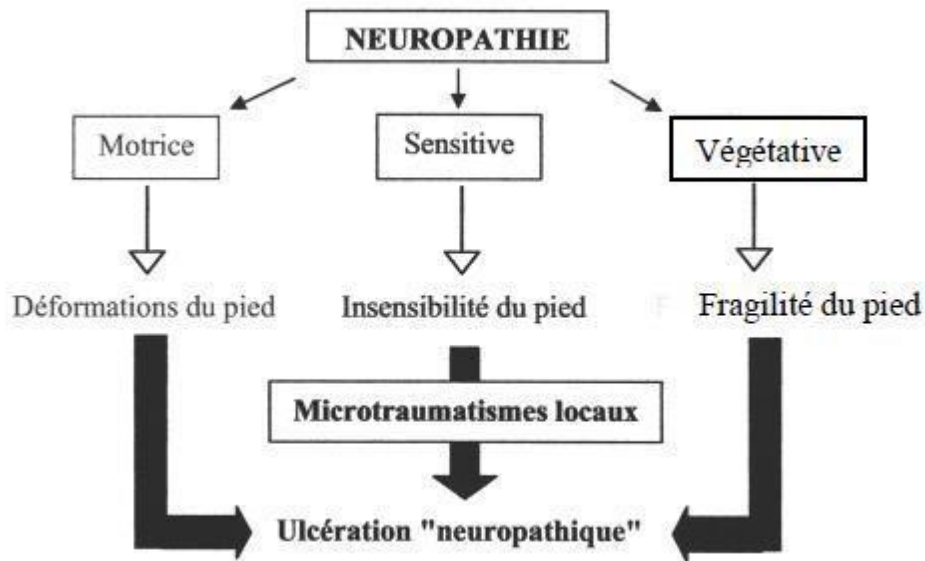 NEUROPATHIE
Motrice
Sensitive
Végétative
Déformations du pied
Insensibilité du pied
Fragilité du pied
Microtraumatismes locaux
Ulcération "neuropathique"